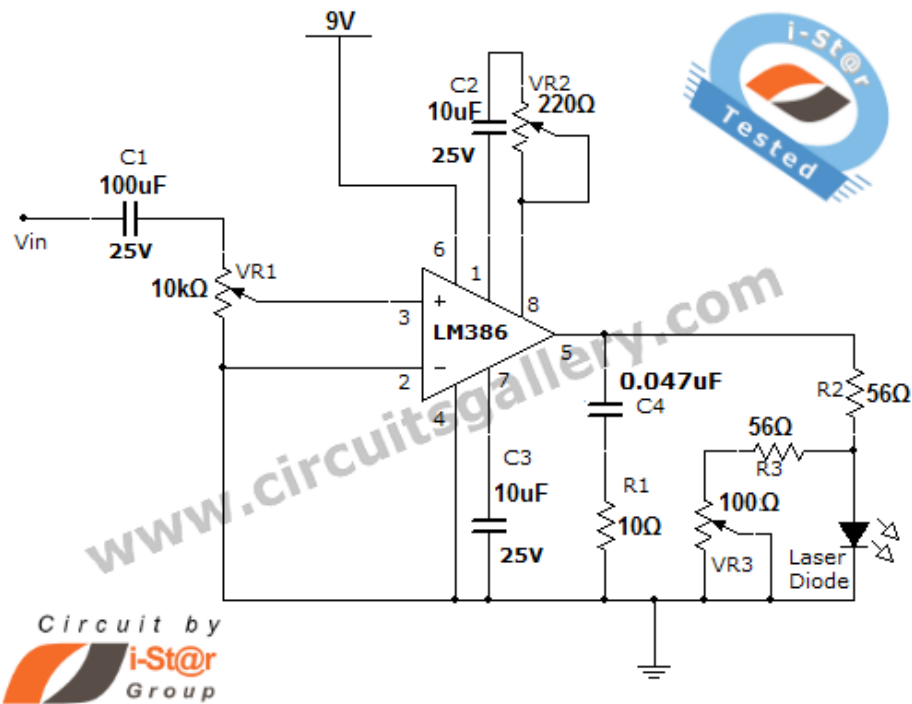 9V
C2
10uF
25V
VR2
220Ω
i-St@r
Tested
C1
100uF
25V
Vin
10kΩ
VR1
6
1
8
3
2
LM386
+
−
5
7
4
0.047uF
C4
R2
56Ω
56Ω
R3
C3
10uF
25V
R1
10Ω
100Ω
VR3
Laser
Diode
www.circuitsgallery.com
Circuit by
i-St@r
Group